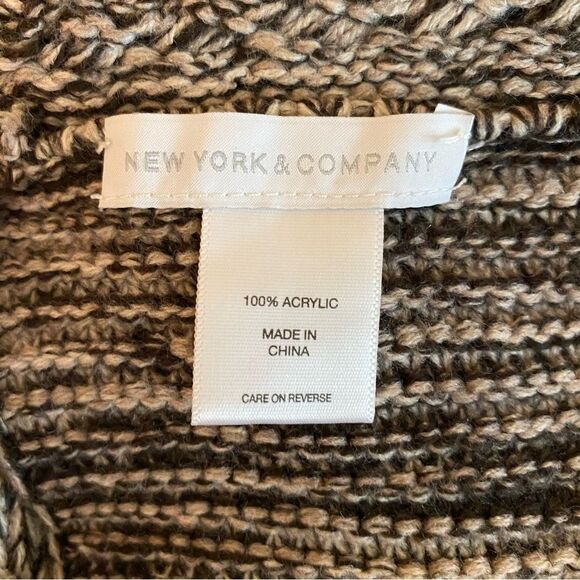 NEW YORK & COMPANY
100% ACRYLIC
MADE IN
CHINA
CARE ON REVERSE